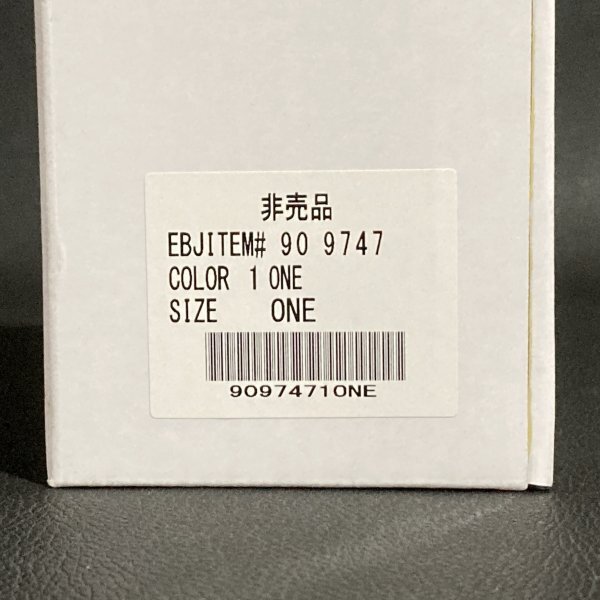 非売品
EBJITEM# 90 9747
COLOR 1 ONE
SIZE ONE
9097471ONE